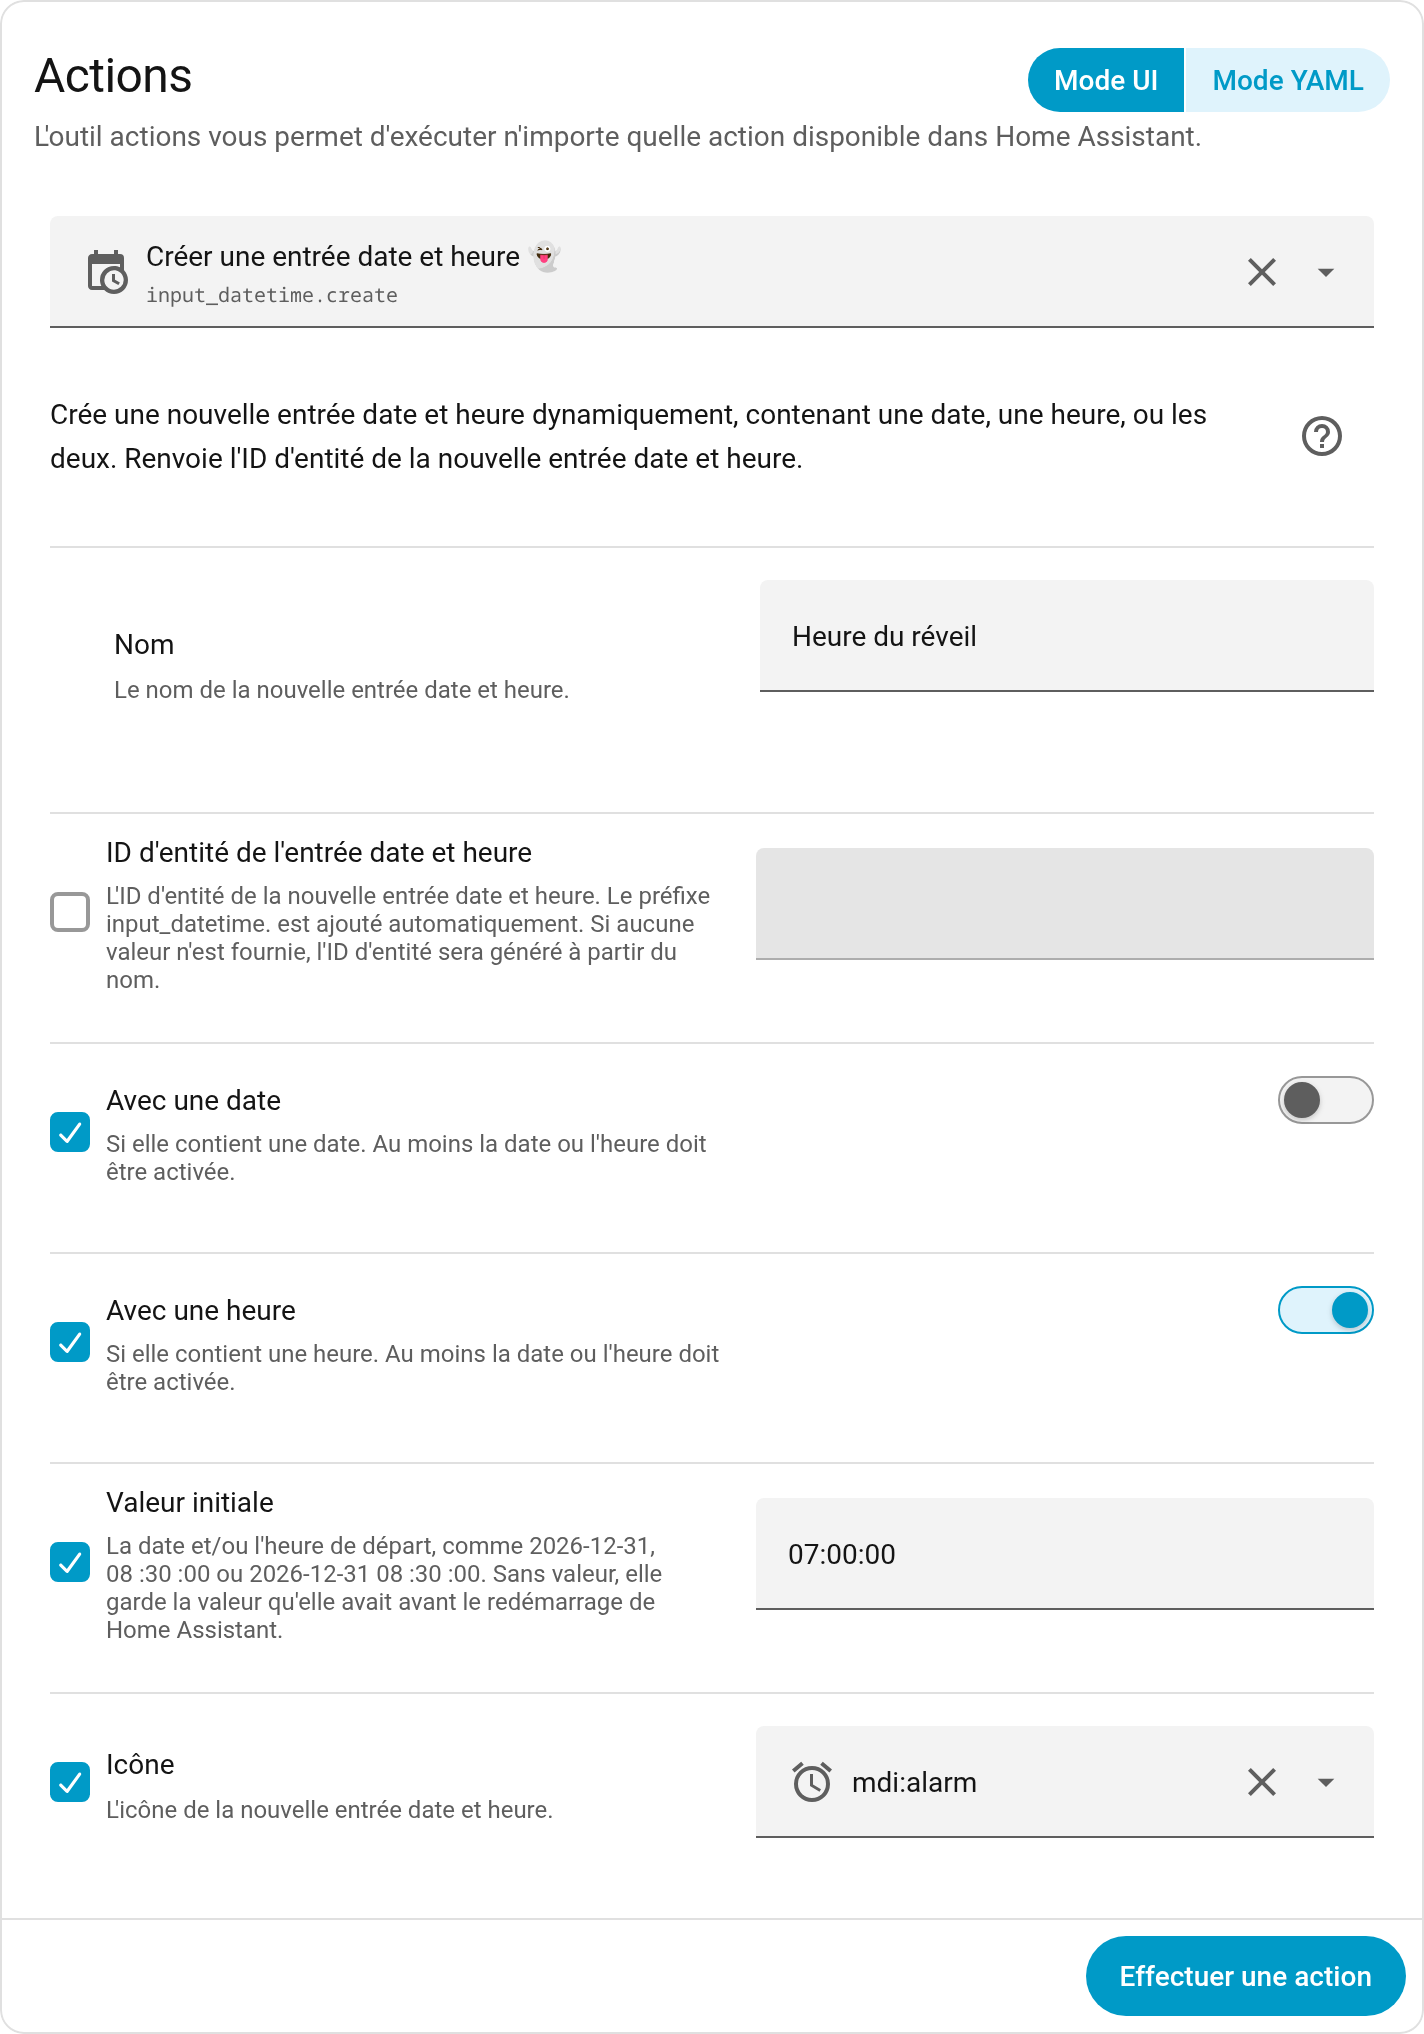 Actions
Mode UI
Mode YAML
L'outil actions vous permet d'exécuter n'importe quelle action disponible dans Home Assistant.
Créer une entrée date et heure 👻
input_datetime.create
Crée une nouvelle entrée date et heure dynamiquement, contenant une date, une heure, ou les
deux. Renvoie l'ID d'entité de la nouvelle entrée date et heure.
Nom
Heure du réveil
Le nom de la nouvelle entrée date et heure.
ID d'entité de l'entrée date et heure
L'ID d'entité de la nouvelle entrée date et heure. Le préfixe
input_datetime. est ajouté automatiquement. Si aucune
valeur n'est fournie, l'ID d'entité sera généré à partir du
nom.
Avec une date
Si elle contient une date. Au moins la date ou l'heure doit
être activée.
Avec une heure
Si elle contient une heure. Au moins la date ou l'heure doit
être activée.
Valeur initiale
La date et/ou l'heure de départ, comme 2026-12-31,
08 :30 :00 ou 2026-12-31 08 :30 :00. Sans valeur, elle
garde la valeur qu'elle avait avant le redémarrage de
Home Assistant.
07:00:00
Icône
L'icône de la nouvelle entrée date et heure.
mdi:alarm
Effectuer une action